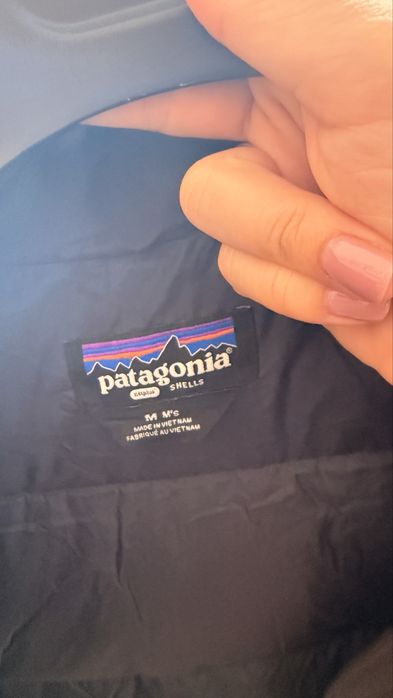 patagonia®
SHELLS
M M's
MADE IN VIETNAM
FABRIQUÉ AU VIETNAM